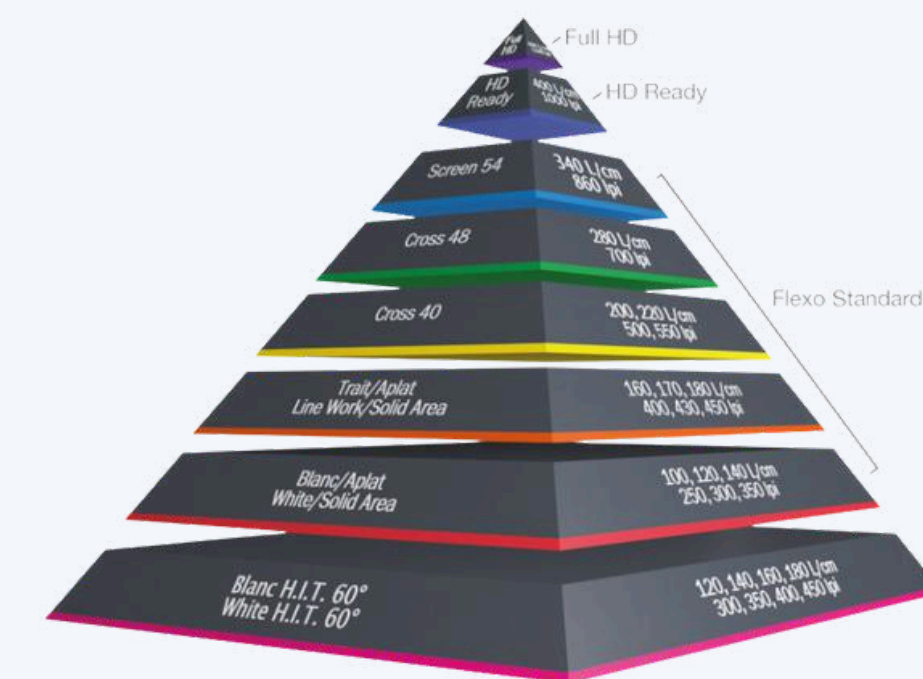 Full
HD
Full HD
HD
Ready
400 L/cm
1000 lpi
HD Ready
Screen 54
340 L/cm
860 lpi
Cross 48
280 L/cm
700 lpi
Cross 40
200, 220 L/cm
500, 550 lpi
Flexo Standard
Trait/Aplat
Line Work/Solid Area
160, 170, 180 L/cm
400, 430, 450 lpi
Blanc/Aplat
White/Solid Area
100, 120, 140 L/cm
250, 300, 350 lpi
Blanc H.I.T. 60°
White H.I.T. 60°
120, 140, 160, 180 L/cm
300, 350, 400, 450 lpi